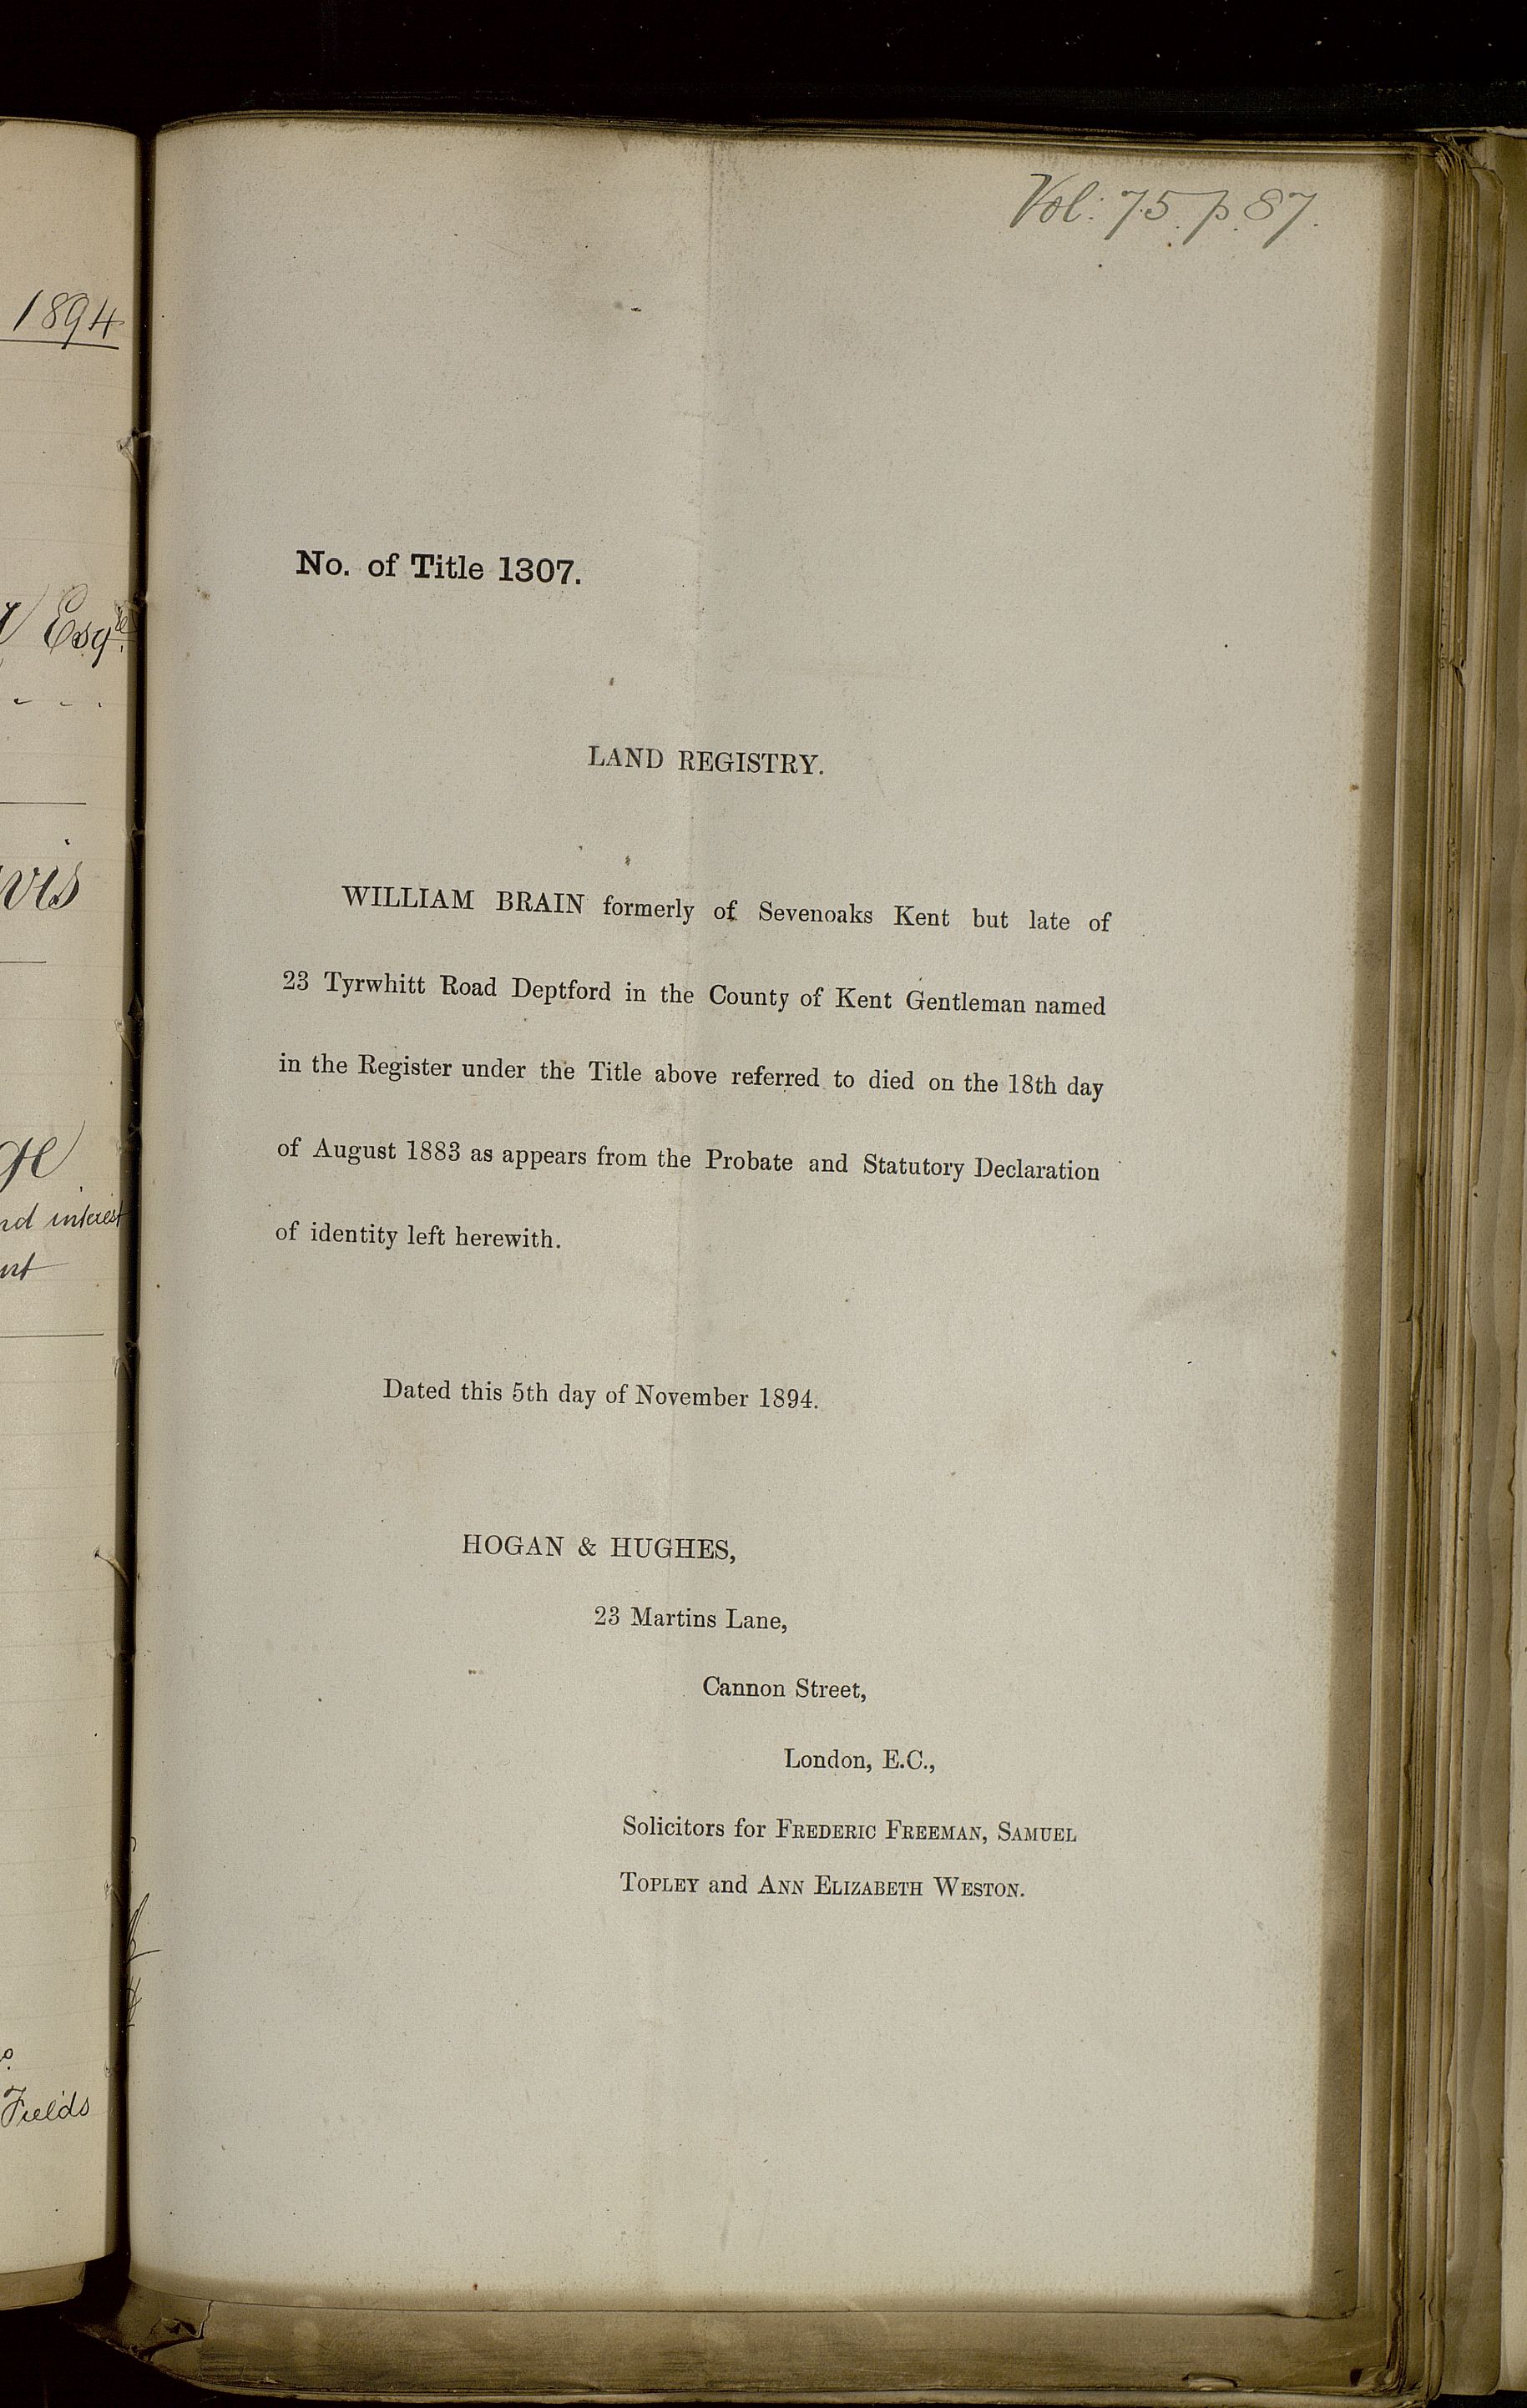 1894
Esqre
nd interest
Fields
Vol: 75. p. 87.
No. of Title 1307.
LAND REGISTRY.
WILLIAM BRAIN formerly of Sevenoaks Kent but late of
23 Tyrwhitt Road Deptford in the County of Kent Gentleman named
in the Register under the Title above referred to died on the 18th day
of August 1883 as appears from the Probate and Statutory Declaration
of identity left herewith.
Dated this 5th day of November 1894.
HOGAN & HUGHES,
23 Martins Lane,
Cannon Street,
London, E.C.,
Solicitors for FREDERIC FREEMAN, SAMUEL
TOPLEY and ANN ELIZABETH WESTON.